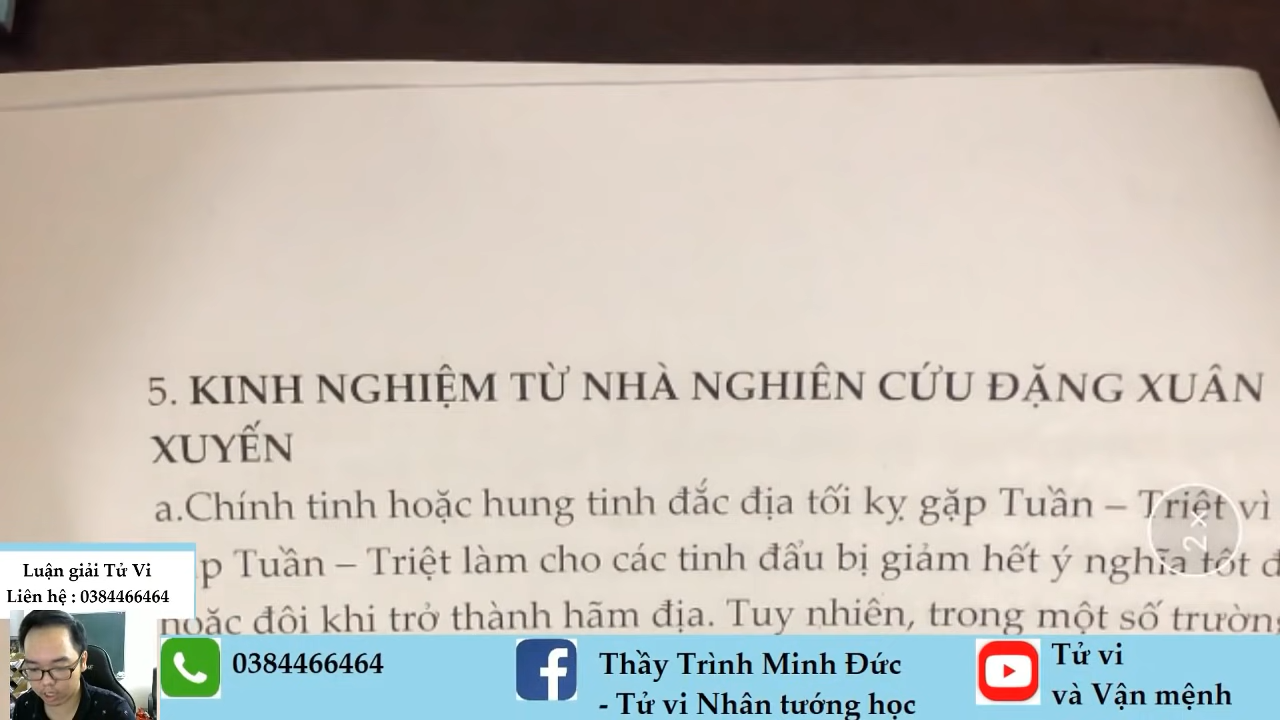 5. KINH NGHIỆM TỪ NHÀ NGHIÊN CỨU ĐẶNG XUÂN
XUYẾN
a.Chính tinh hoặc hung tinh đắc địa tối kỵ gặp Tuần – Triệt vì
Tuần – Triệt làm cho các tinh đẩu bị giảm hết ý nghĩa tốt
hoặc đôi khi trở thành hãm địa. Tuy nhiên, trong một số trường
2×
Luận giải Tử Vi
Liên hệ : 0384466464
0384466464
Thầy Trình Minh Đức
- Tử vi Nhân tướng học
Tử vi
và Vận mệnh